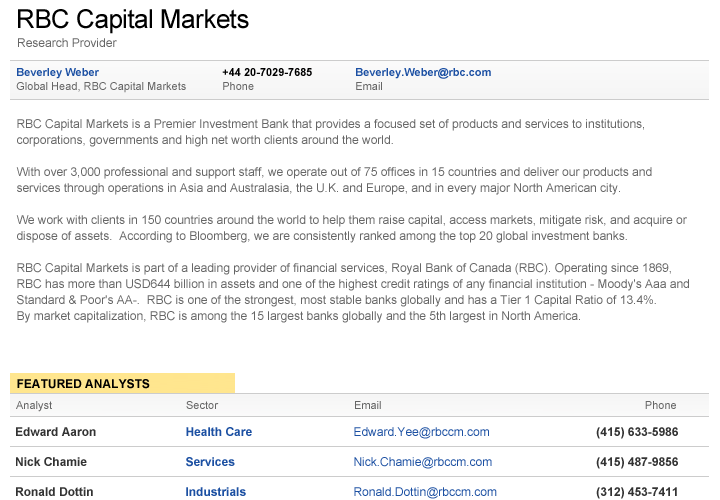 RBC Capital Markets
Research Provider
Beverley Weber +44 20-7029-7685 Beverley.Weber@rbc.com
Global Head, RBC Capital Markets Phone Email
RBC Capital Markets is a Premier Investment Bank that provides a focused set of products and services to institutions,
corporations, governments and high net worth clients around the world.
With over 3,000 professional and support staff, we operate out of 75 offices in 15 countries and deliver our products and
services through operations in Asia and Australasia, the U.K. and Europe, and in every major North American city.
We work with clients in 150 countries around the world to help them raise capital, access markets, mitigate risk, and acquire or
dispose of assets.  According to Bloomberg, we are consistently ranked among the top 20 global investment banks.
RBC Capital Markets is part of a leading provider of financial services, Royal Bank of Canada (RBC). Operating since 1869,
RBC has more than USD644 billion in assets and one of the highest credit ratings of any financial institution - Moody's Aaa and
Standard & Poor's AA-.  RBC is one of the strongest, most stable banks globally and has a Tier 1 Capital Ratio of 13.4%.
By market capitalization, RBC is among the 15 largest banks globally and the 5th largest in North America.
FEATURED ANALYSTS
Analyst Sector Email Phone
Edward Aaron Health Care Edward.Yee@rbccm.com (415) 633-5986
Nick Chamie Services Nick.Chamie@rbccm.com (415) 487-9856
Ronald Dottin Industrials Ronald.Dottin@rbccm.com (312) 453-7411